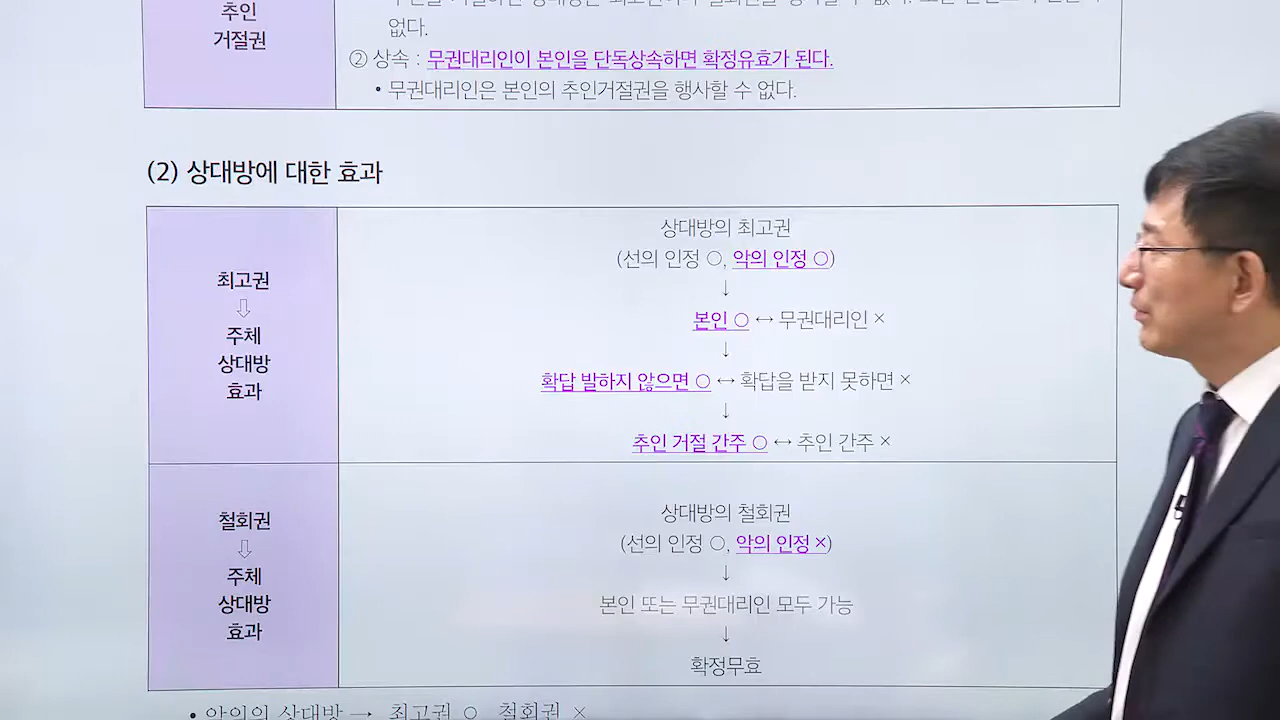 추인
거절권
없다.
② 상속 : 무권대리인이 본인을 단독상속하면 확정유효가 된다.
• 무권대리인은 본인의 추인거절권을 행사할 수 없다.
(2) 상대방에 대한 효과
최고권
⇩
주체
상대방
효과
상대방의 최고권
(선의 인정 ○, 악의 인정 ○)
↓
본인 ○ ↔ 무권대리인 ×
↓
확답 발하지 않으면 ○ ↔ 확답을 받지 못하면 ×
↓
추인 거절 간주 ○ ↔ 추인 간주 ×
철회권
⇩
주체
상대방
효과
상대방의 철회권
(선의 인정 ○, 악의 인정 ×)
↓
본인 또는 무권대리인 모두 가능
↓
확정무효
• 악의의 상대방 → 최고권 ○ 철회권 ×